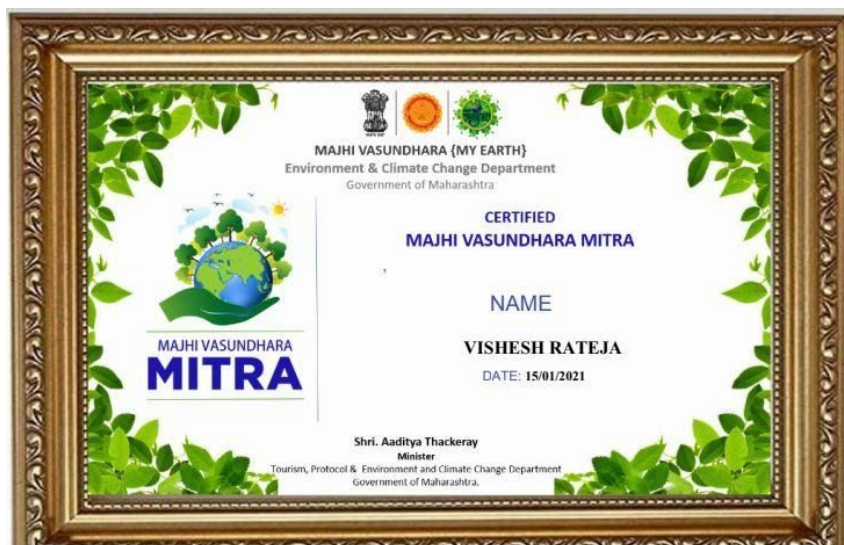 MAJHI VASUNDHARA {MY EARTH}
Environment & Climate Change Department
Government of Maharashtra
CERTIFIED
MAJHI VASUNDHARA MITRA
,
NAME
VISHESH RATEJA
DATE: 15/01/2021
MAJHI VASUNDHARA
MITRA
Shri. Aaditya Thackeray
Minister
Tourism, Protocol & Environment and Climate Change Department
Government of Maharashtra.